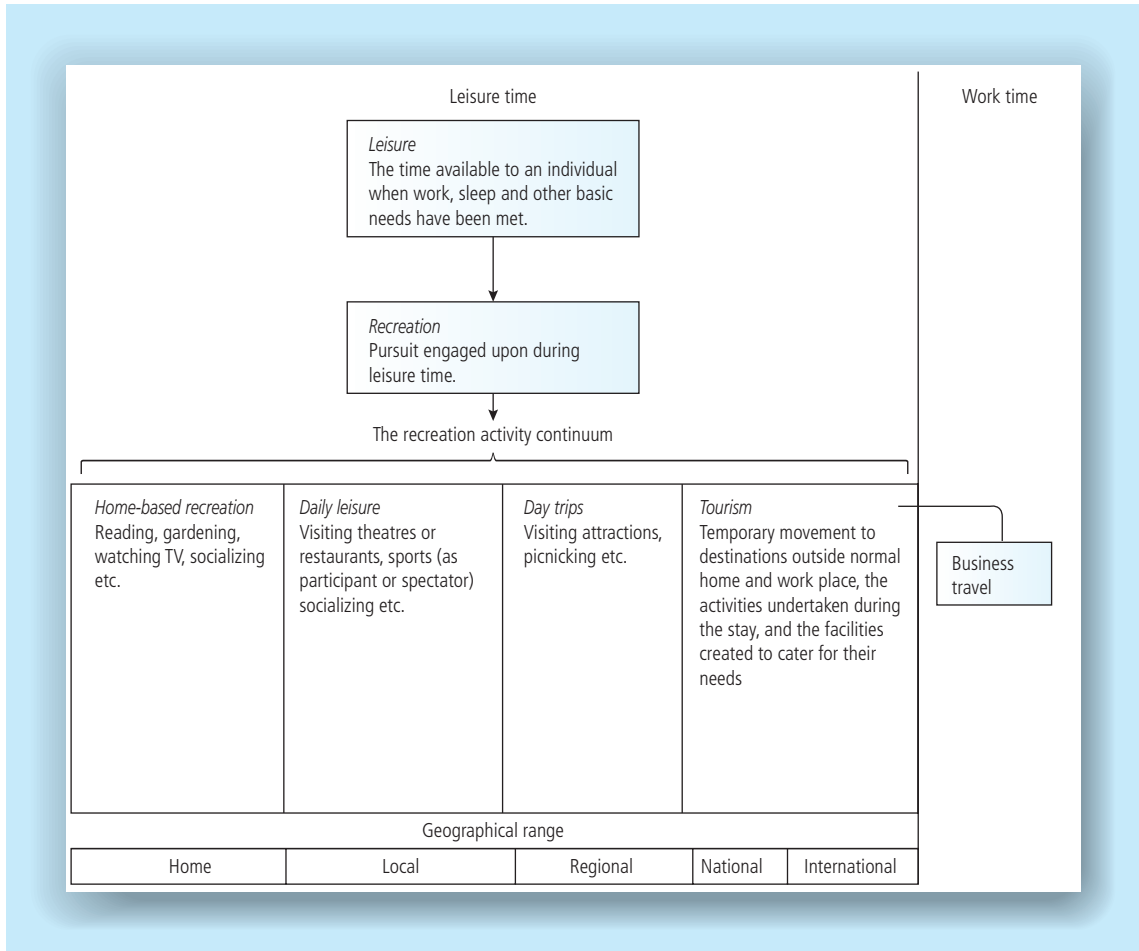 Leisure time
Work time
Leisure
The time available to an individual
when work, sleep and other basic
needs have been met.
Recreation
Pursuit engaged upon during
leisure time.
The recreation activity continuum
Home-based recreation
Reading, gardening,
watching TV, socializing
etc.
Daily leisure
Visiting theatres or
restaurants, sports (as
participant or spectator)
socializing etc.
Day trips
Visiting attractions,
picnicking etc.
Tourism
Temporary movement to
destinations outside normal
home and work place, the
activities undertaken during
the stay, and the facilities
created to cater for their
needs
Business
travel
Geographical range
Home
Local
Regional
National
International